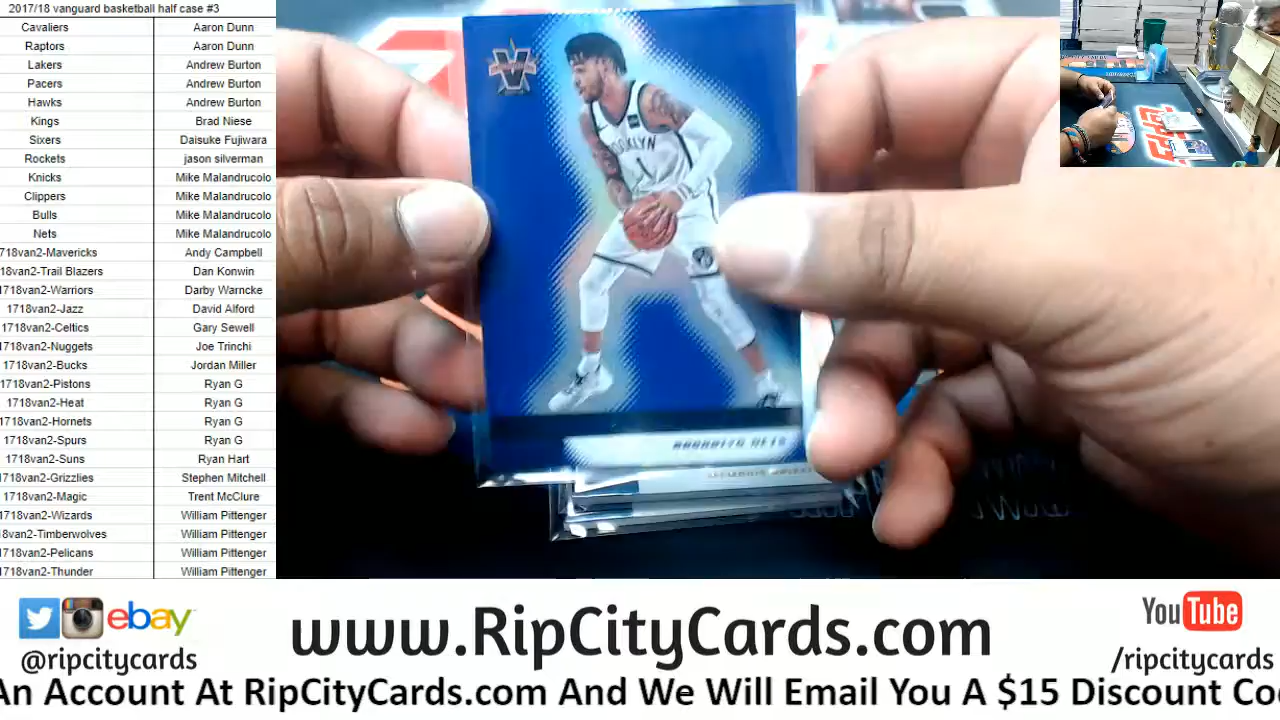 2017/18 vanguard basketball half case #3
Cavaliers Aaron Dunn
Raptors Aaron Dunn
Lakers Andrew Burton
Pacers Andrew Burton
Hawks Andrew Burton
Kings Brad Niese
Sixers Daisuke Fujiwara
Rockets jason silverman
Knicks Mike Malandrucolo
Clippers Mike Malandrucolo
Bulls Mike Malandrucolo
Nets Mike Malandrucolo
1718van2-Mavericks Andy Campbell
18van2-Trail Blazers Dan Konwin
1718van2-Warriors Darby Warncke
1718van2-Jazz David Alford
1718van2-Celtics Gary Sewell
1718van2-Nuggets Joe Trinchi
1718van2-Bucks Jordan Miller
1718van2-Pistons Ryan G
1718van2-Heat Ryan G
1718van2-Hornets Ryan G
1718van2-Spurs Ryan G
1718van2-Suns Ryan Hart
1718van2-Grizzlies Stephen Mitchell
1718van2-Magic Trent McClure
1718van2-Wizards William Pittenger
18van2-Timberwolves William Pittenger
1718van2-Pelicans William Pittenger
1718van2-Thunder William Pittenger
BROOKLYN
1
BROOKLYN NETS
ebay
@ripcitycards
www.RipCityCards.com
YouTube
/ripcitycards
An Account At RipCityCards.com And We Will Email You A $15 Discount Co